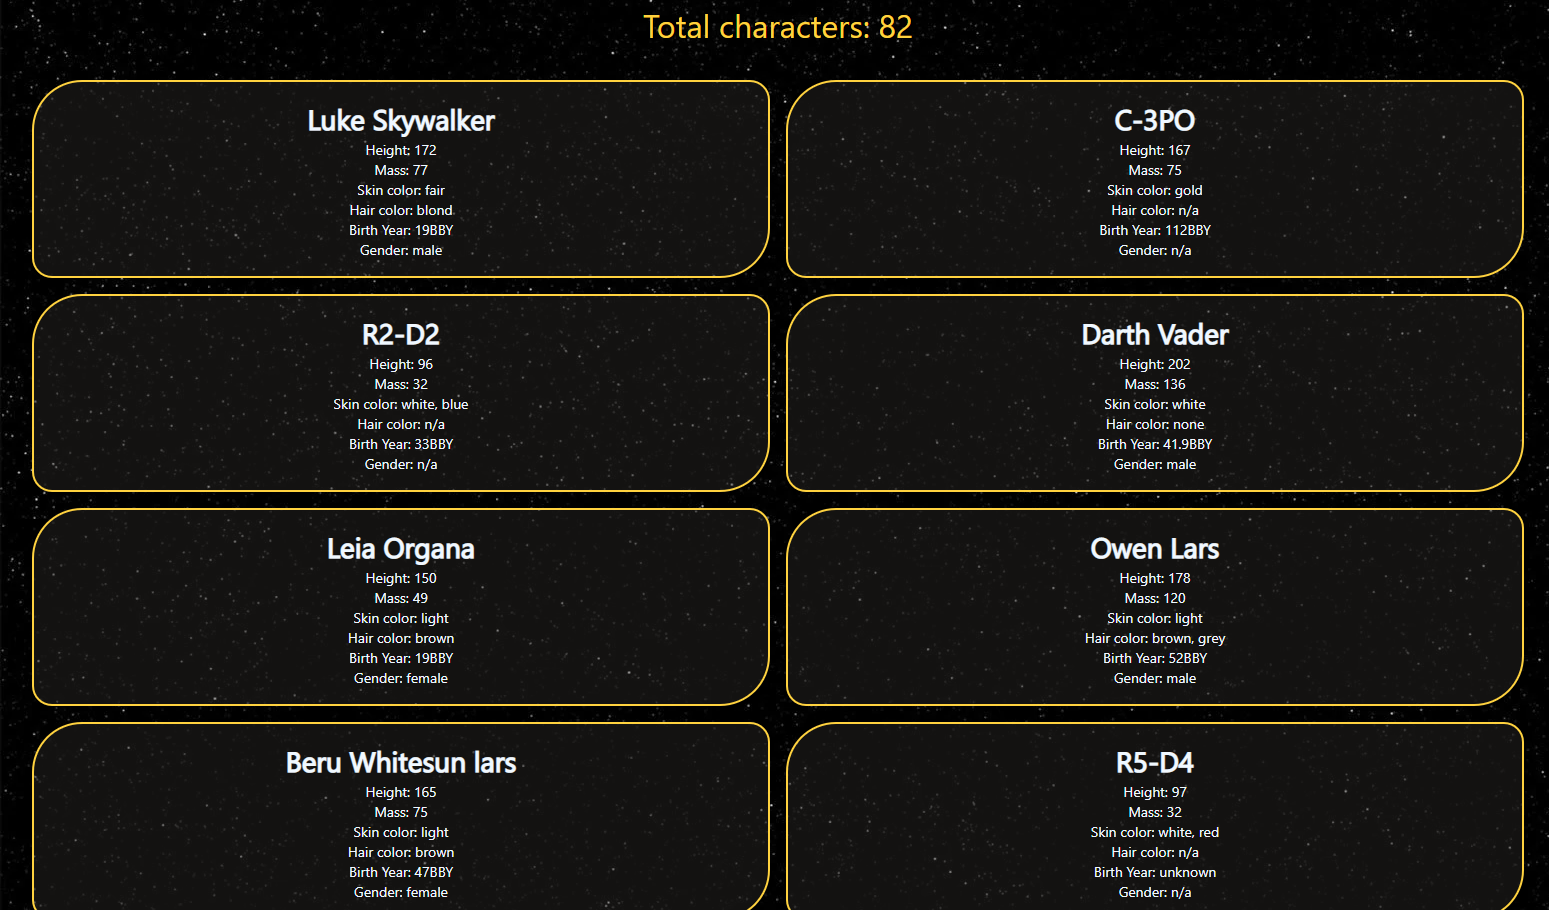 Total characters: 82
Luke Skywalker
Height: 172
Mass: 77
Skin color: fair
Hair color: blond
Birth Year: 19BBY
Gender: male
C-3PO
Height: 167
Mass: 75
Skin color: gold
Hair color: n/a
Birth Year: 112BBY
Gender: n/a
R2-D2
Height: 96
Mass: 32
Skin color: white, blue
Hair color: n/a
Birth Year: 33BBY
Gender: n/a
Darth Vader
Height: 202
Mass: 136
Skin color: white
Hair color: none
Birth Year: 41.9BBY
Gender: male
Leia Organa
Height: 150
Mass: 49
Skin color: light
Hair color: brown
Birth Year: 19BBY
Gender: female
Owen Lars
Height: 178
Mass: 120
Skin color: light
Hair color: brown, grey
Birth Year: 52BBY
Gender: male
Beru Whitesun lars
Height: 165
Mass: 75
Skin color: light
Hair color: brown
Birth Year: 47BBY
Gender: female
R5-D4
Height: 97
Mass: 32
Skin color: white, red
Hair color: n/a
Birth Year: unknown
Gender: n/a